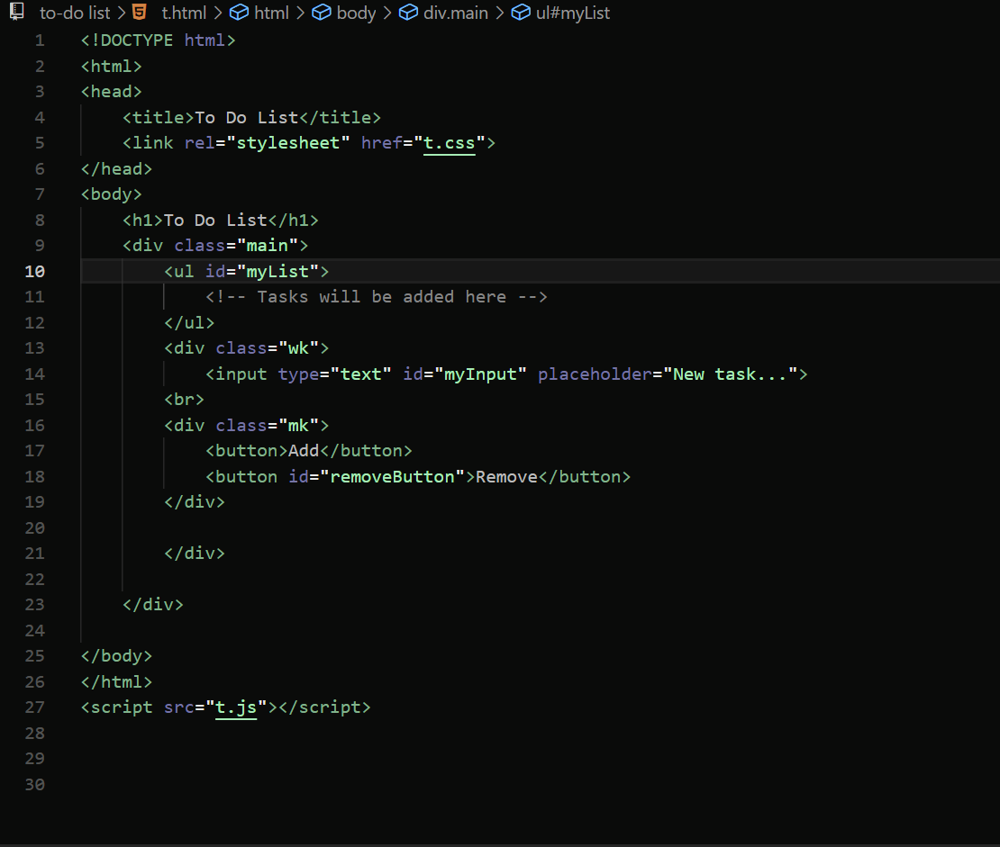 to-do list > t.html > html > body > div.main > ul#myList
1 <!DOCTYPE html>
2 <html>
3 <head>
4 <title>To Do List</title>
5 <link rel="stylesheet" href="t.css">
6 </head>
7 <body>
8 <h1>To Do List</h1>
9 <div class="main">
10 <ul id="myList">
11 <!-- Tasks will be added here -->
12 </ul>
13 <div class="wk">
14 <input type="text" id="myInput" placeholder="New task...">
15 <br>
16 <div class="mk">
17 <button>Add</button>
18 <button id="removeButton">Remove</button>
19 </div>
20
21 </div>
22
23 </div>
24
25 </body>
26 </html>
27 <script src="t.js"></script>
28
29
30